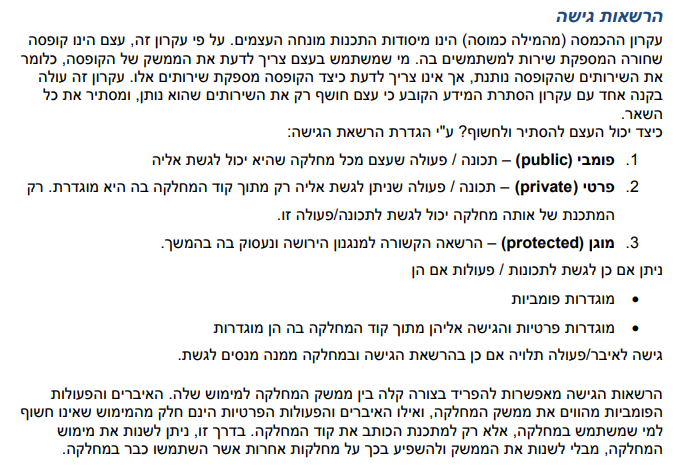 הרשאות גישה
עקרון ההכמסה (מהמילה כמוסה) הינו מיסודות התכנות מונחה העצמים. על פי עקרון זה, עצם הינו קופסה
שחורה המספקת שירות למשתמשים בה. מי שמשתמש בעצם צריך לדעת את הממשק של הקופסה, כלומר
את השירותים שהקופסה נותנת, אך אינו צריך לדעת כיצד הקופסה מספקת שירותים אלו. עקרון זה עולה
בקנה אחד עם עקרון הסתרת המידע הקובע כי עצם חושף רק את השירותים שהוא נותן, ומסתיר את כל
השאר.
כיצד יכול העצם להסתיר ולחשוף? ע"י הגדרת הרשאת הגישה:
1. פומבי (public) – תכונה / פעולה שעצם מכל מחלקה שהיא יכול לגשת אליה
2. פרטי (private) – תכונה / פעולה שניתן לגשת אליה רק מתוך קוד המחלקה בה היא מוגדרת. רק
המתכנת של אותה מחלקה יכול לגשת לתכונה/פעולה זו.
3. מוגן (protected) – הרשאה הקשורה למנגנון הירושה ונעסוק בה בהמשך.
ניתן אם כן לגשת לתכונות / פעולות אם הן
• מוגדרות פומביות
• מוגדרות פרטיות והגישה אליהן מתוך קוד המחלקה בה הן מוגדרות
גישה לאיבר/פעולה תלויה אם כן בהרשאת הגישה ובמחלקה ממנה מנסים לגשת.
הרשאות הגישה מאפשרות להפריד בצורה קלה בין ממשק המחלקה למימוש שלה. האיברים והפעולות
הפומביות מהווים את ממשק המחלקה, ואילו האיברים והפעולות הפרטיות הינם חלק מהמימוש שאינו חשוף
למי שמשתמש במחלקה, אלא רק למתכנת הכותב את קוד המחלקה. בדרך זו, ניתן לשנות את מימוש
המחלקה, מבלי לשנות את הממשק ולהשפיע בכך על מחלקות אחרות אשר השתמשו כבר במחלקה.